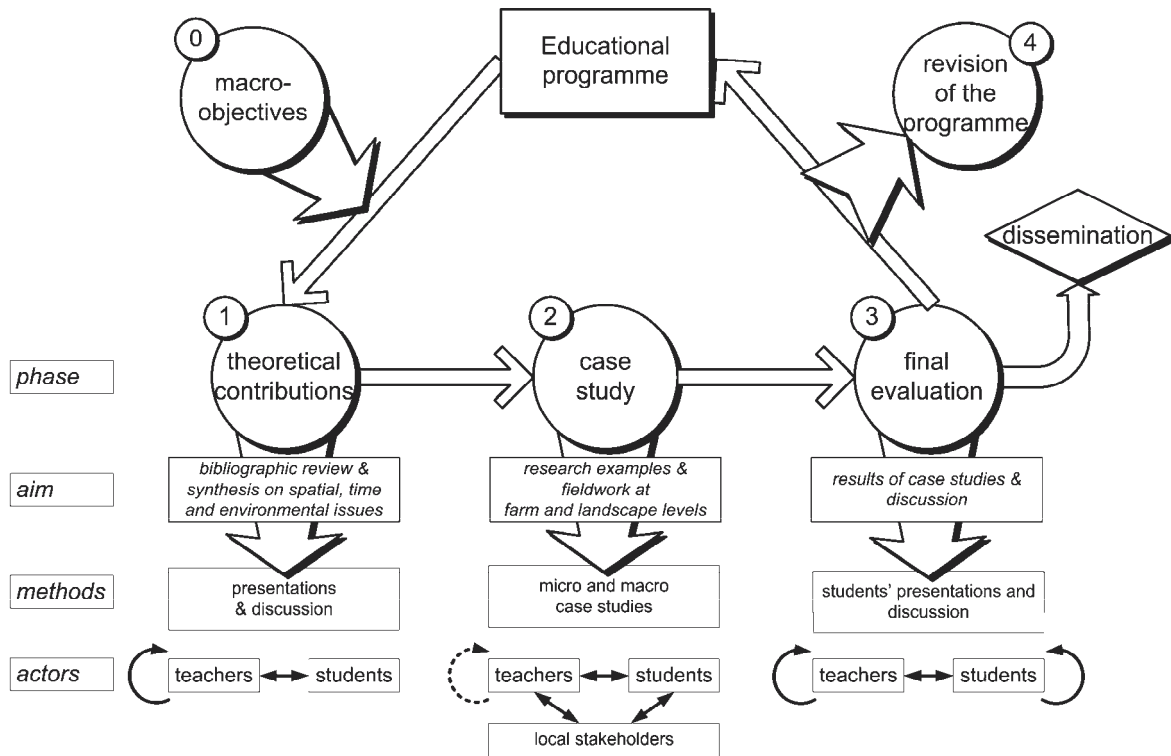 0
macro-
objectives
Educational
programme
4
revision
of the
programme
dissemination
phase
1
theoretical
contributions
2
case
study
3
final
evaluation
aim
bibliographic review &
synthesis on spatial, time
and environmental issues
research examples &
fieldwork at
farm and landscape levels
results of case studies &
discussion
methods
presentations
& discussion
micro and macro
case studies
students' presentations and
discussion
actors
teachers
students
teachers
students
local stakeholders
teachers
students